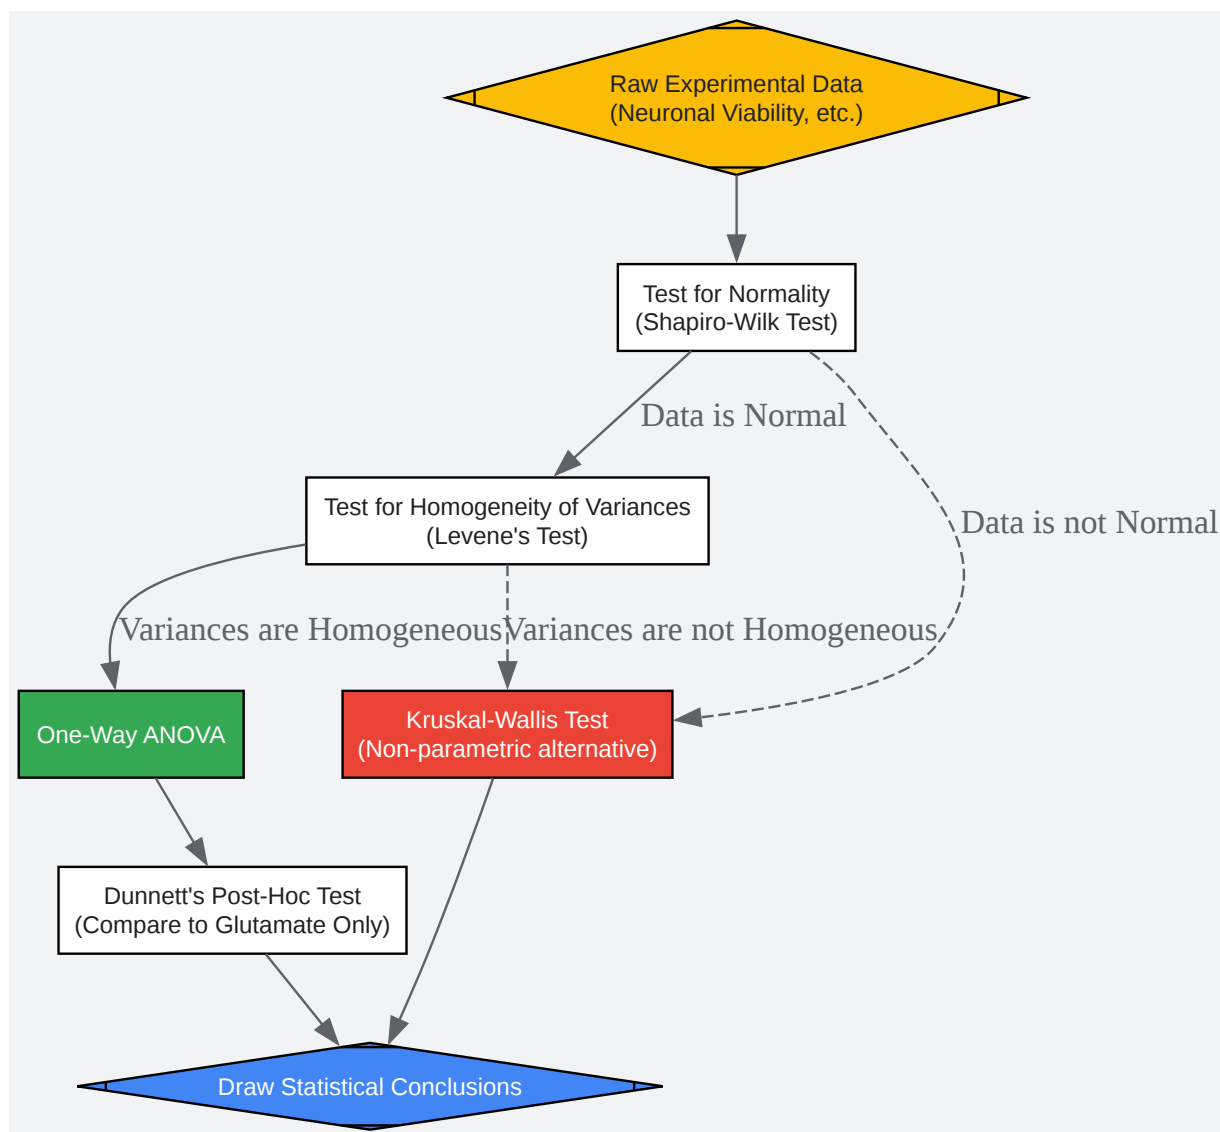 Raw Experimental Data
(Neuronal Viability, etc.)
Test for Normality
(Shapiro-Wilk Test)
Data is Normal
Test for Homogeneity of Variances
(Levene's Test)
Data is not Normal
Variances are Homogeneous
Variances are not Homogeneous
One-Way ANOVA
Kruskal-Wallis Test
(Non-parametric alternative)
Dunnett's Post-Hoc Test
(Compare to Glutamate Only)
Draw Statistical Conclusions